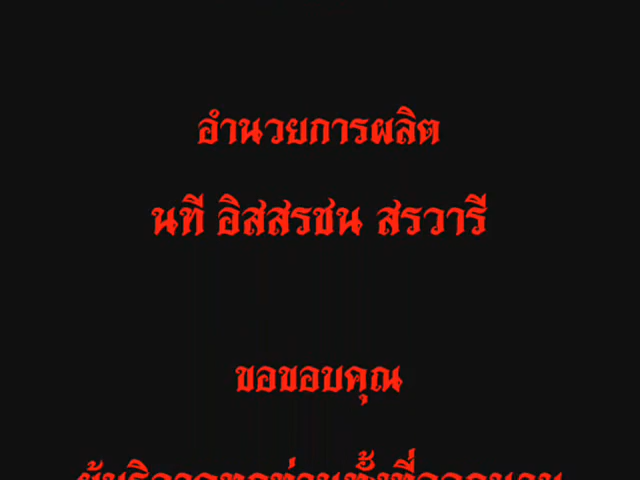 อำนวยการผลิต
นที อิสสรชน สรวารี
ขอขอบคุณ